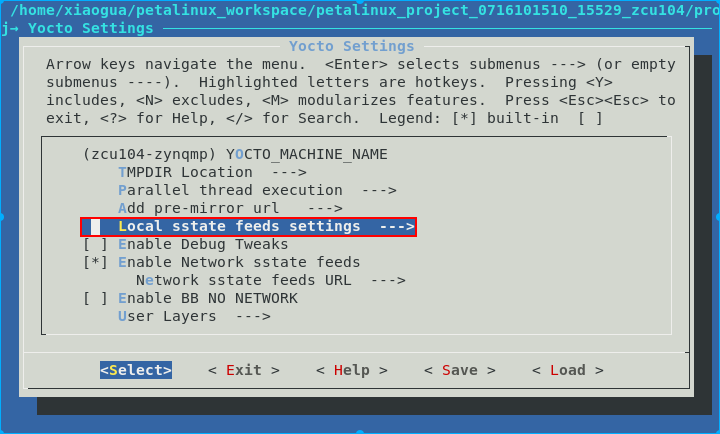 /home/xiaogua/petalinux_workspace/petalinux_project_0716101510_15529_zcu104/pro
j→ Yocto Settings
Yocto Settings
Arrow keys navigate the menu.  <Enter> selects submenus ---> (or empty
submenus ----).  Highlighted letters are hotkeys.  Pressing <Y>
includes, <N> excludes, <M> modularizes features.  Press <Esc><Esc> to
exit, <?> for Help, </> for Search.  Legend: [*] built-in  [ ]
(zcu104-zynqmp) YOCTO_MACHINE_NAME
TMPDIR Location  --->
Parallel thread execution  --->
Add pre-mirror url   --->
Local sstate feeds settings  --->
[ ] Enable Debug Tweaks
[*] Enable Network sstate feeds
Network sstate feeds URL  --->
[ ] Enable BB NO NETWORK
User Layers  --->
<Select>    < Exit >    < Help >    < Save >    < Load >